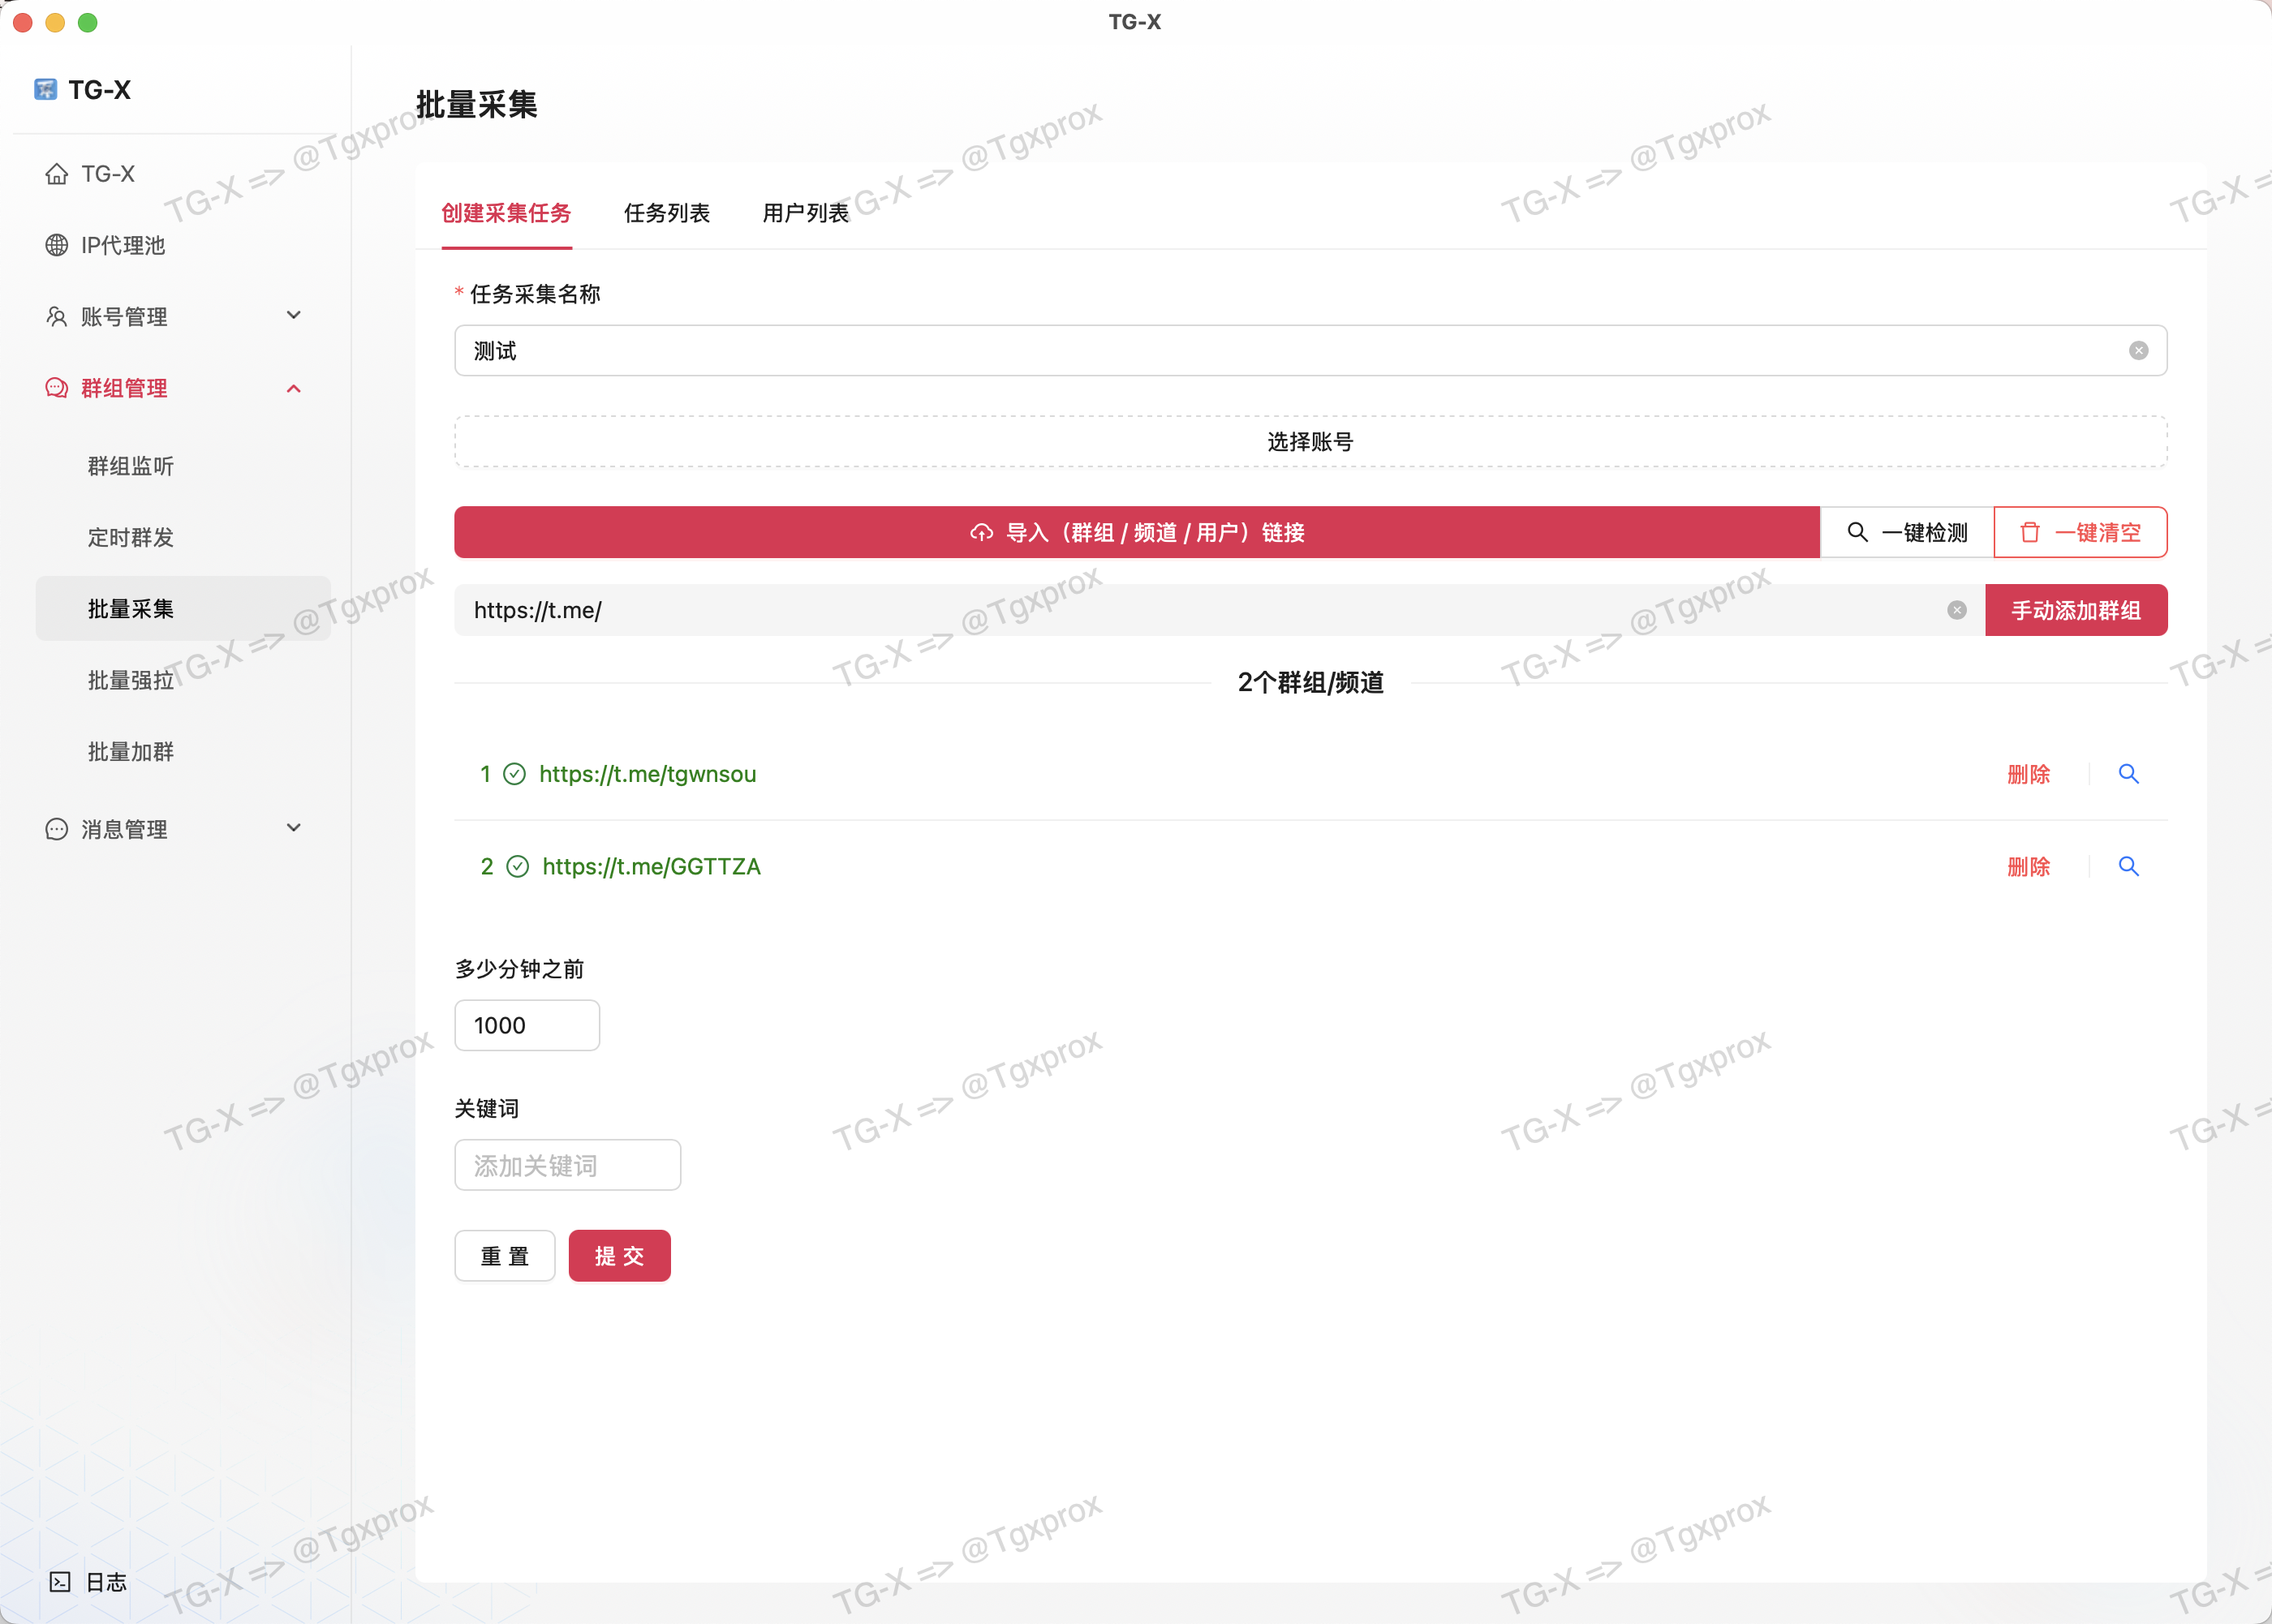 TG-X
TG-X
TG-X
IP代理池
账号管理
群组管理
群组监听
定时群发
批量采集
批量强拉
批量加群
消息管理
日志
批量采集
创建采集任务 任务列表 用户列表
* 任务采集名称
测试
选择账号
导入（群组 / 频道 / 用户）链接 一键检测 一键清空
https://t.me/ 手动添加群组
2个群组/频道
1 https://t.me/tgwnsou 删除
2 https://t.me/GGTTZA 删除
多少分钟之前
1000
关键词
添加关键词
重 置 提 交
TG-X => @Tgxprox
TG-X => @Tgxprox
TG-X => @Tgxprox
TG-X =>
TG-X => @Tgxprox
TG-X => @Tgxprox
TG-X => @Tgxprox
TG-X =>
TG-X => @Tgxprox
TG-X => @Tgxprox
TG-X => @Tgxprox
TG-X =>
TG-X => @Tgxprox
TG-X => @Tgxprox
TG-X => @Tgxprox
TG-X =>